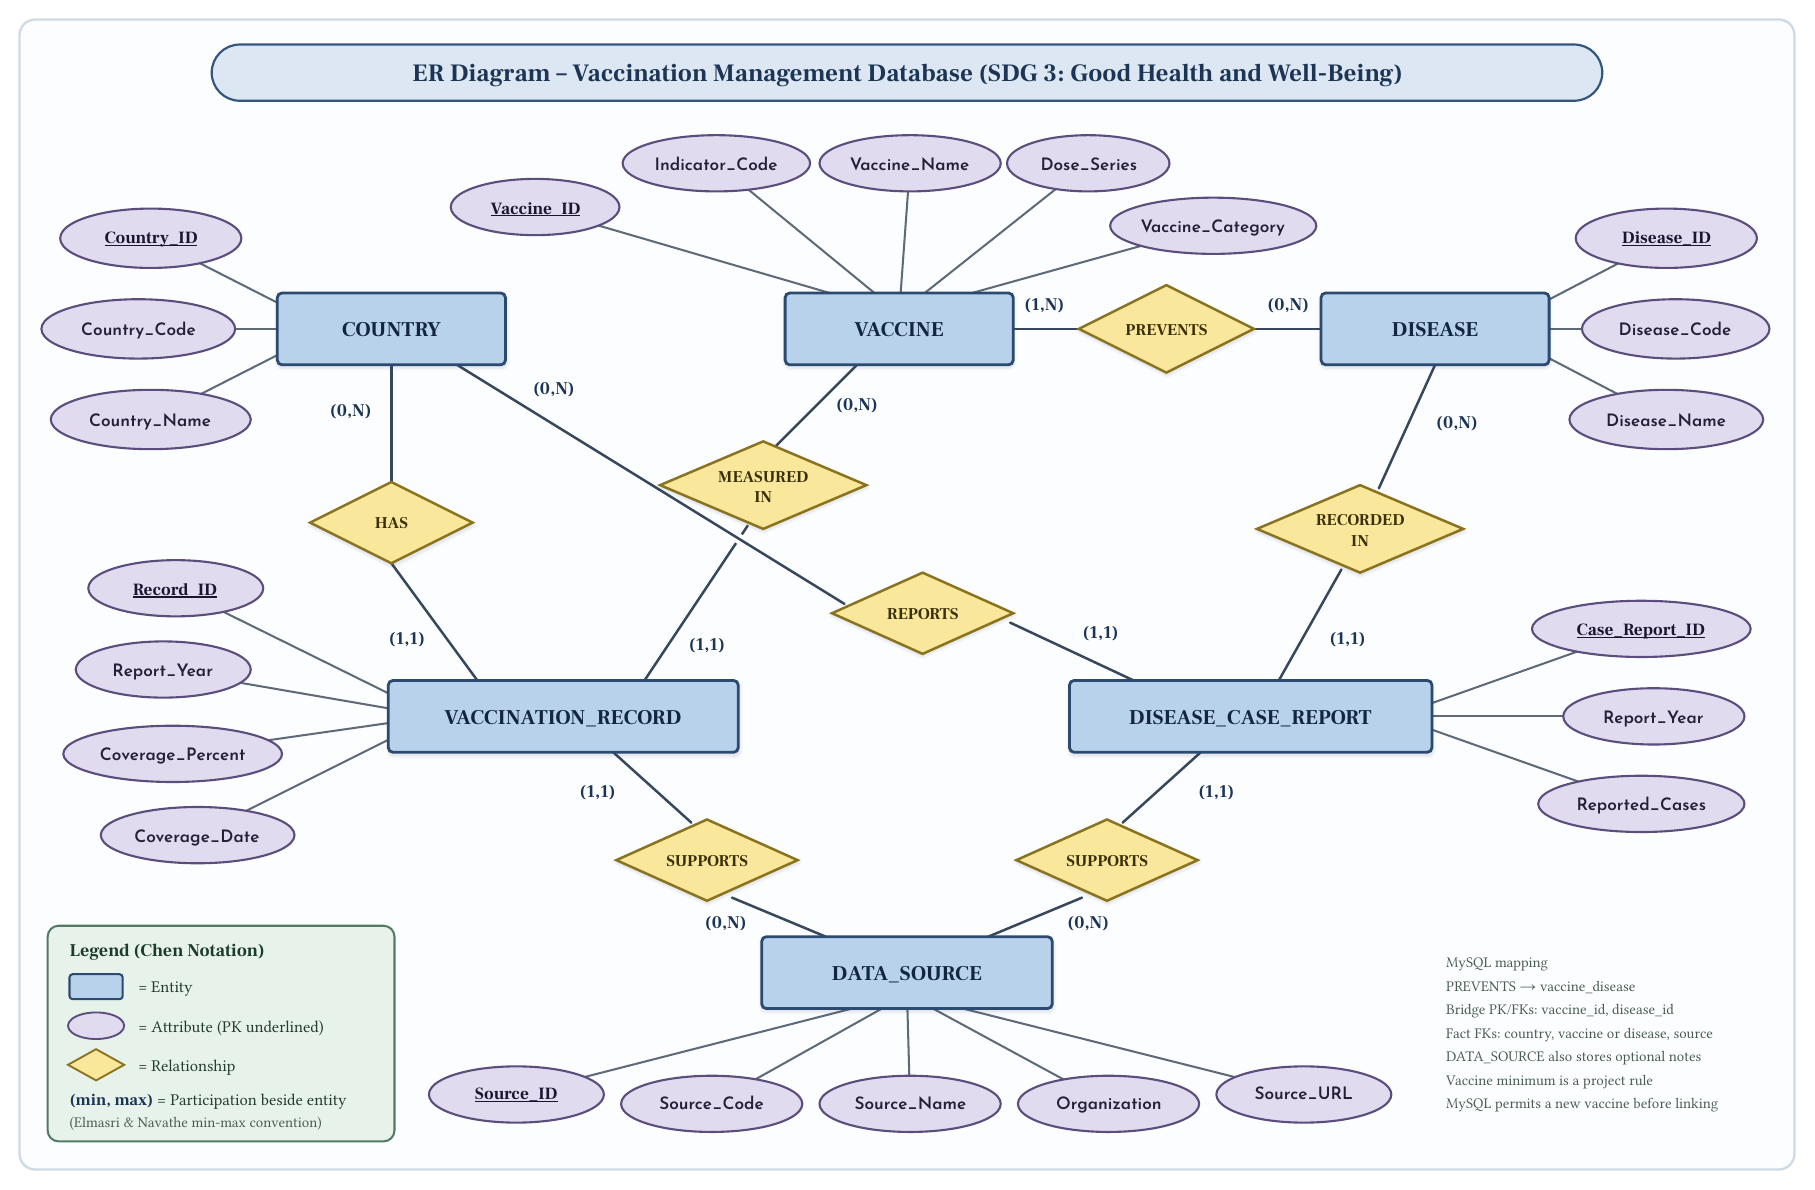 ER Diagram – Vaccination Management Database (SDG 3: Good Health and Well-Being)
Indicator_Code
Vaccine_Name
Dose_Series
Vaccine_ID
Vaccine_Category
Country_ID
Disease_ID
COUNTRY
VACCINE
(1,N)
PREVENTS
(0,N)
DISEASE
Country_Code
Disease_Code
Country_Name
Disease_Name
(0,N)
(0,N)
(0,N)
(0,N)
MEASURED
IN
HAS
RECORDED
IN
REPORTS
Record_ID
(1,1)
(1,1)
(1,1)
(1,1)
Case_Report_ID
Report_Year
VACCINATION_RECORD
DISEASE_CASE_REPORT
Report_Year
Coverage_Percent
Coverage_Date
Reported_Cases
(1,1)
(1,1)
SUPPORTS
SUPPORTS
(0,N)
(0,N)
DATA_SOURCE
Source_ID
Source_Code
Source_Name
Organization
Source_URL
Legend (Chen Notation)
= Entity
= Attribute (PK underlined)
= Relationship
(min, max) = Participation beside entity
(Elmasri & Navathe min-max convention)
MySQL mapping
PREVENTS → vaccine_disease
Bridge PK/FKs: vaccine_id, disease_id
Fact FKs: country, vaccine or disease, source
DATA_SOURCE also stores optional notes
Vaccine minimum is a project rule
MySQL permits a new vaccine before linking